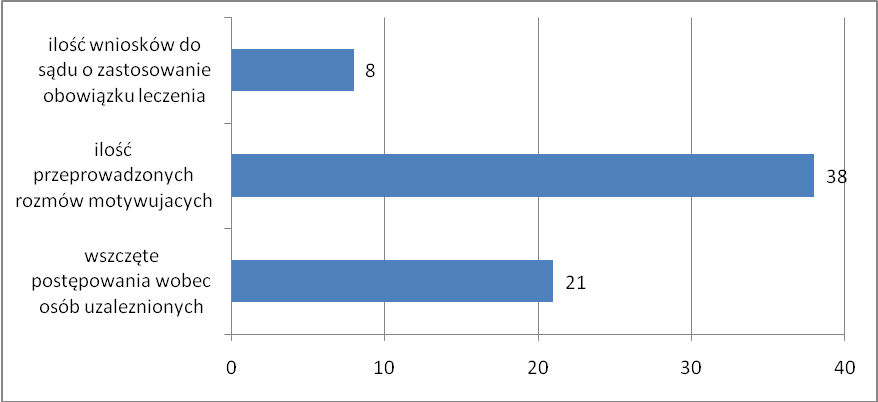 ilość wniosków do
sądu o zastosowanie
obowiązku leczenia
8
ilość
przeprowadzonych
rozmów motywujacych
38
wszczęte
postępowania wobec
osób uzaleznionych
21
0 10 20 30 40